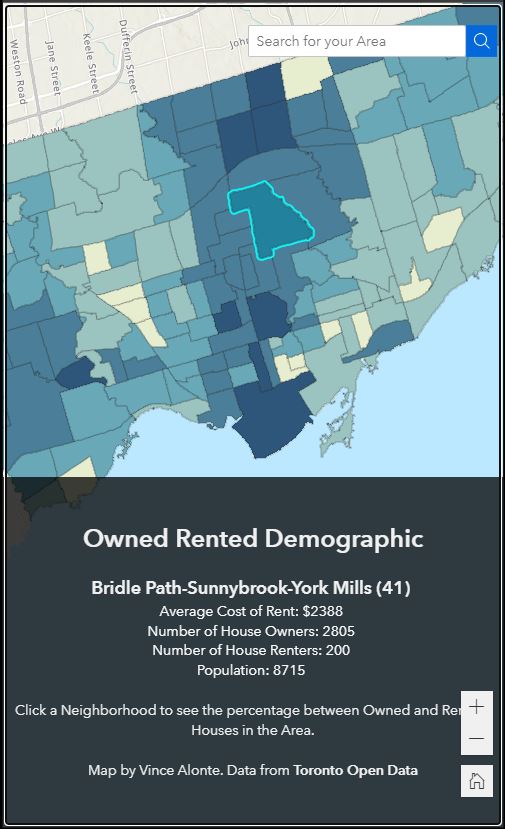 Search for your Area
Weston Road
Jane Street
Keele Street
Dufferin Street
Owned Rented Demographic
Bridle Path-Sunnybrook-York Mills (41)
Average Cost of Rent: $2388
Number of House Owners: 2805
Number of House Renters: 200
Population: 8715
Click a Neighborhood to see the percentage between Owned and Ren
Houses in the Area.
Map by Vince Alonte. Data from Toronto Open Data